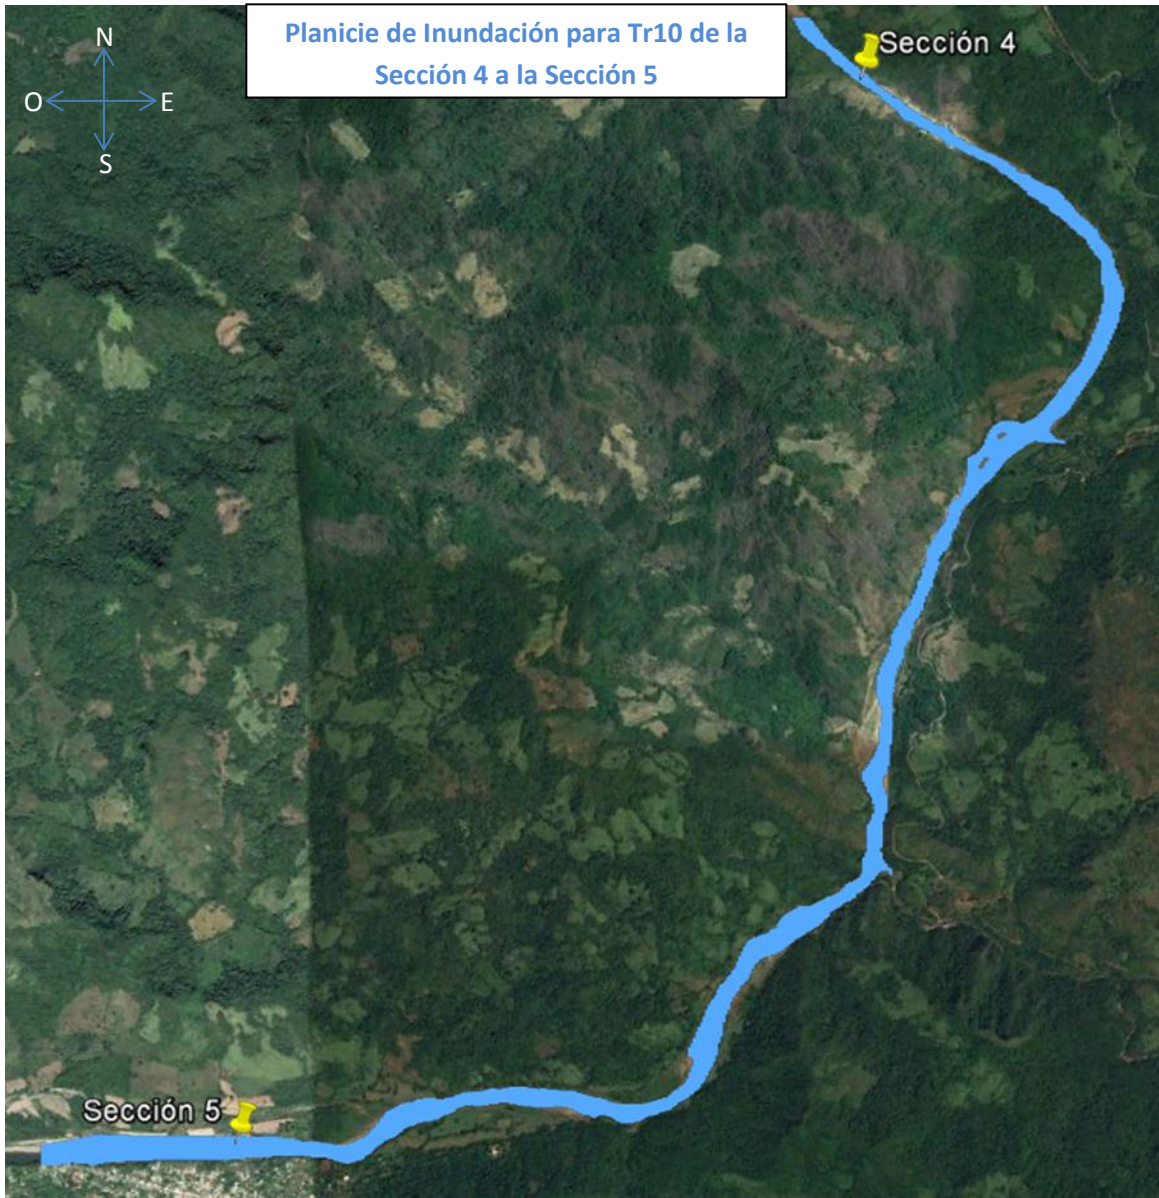 Planicie de Inundación para Tr10 de la
Sección 4 a la Sección 5
N
O E
S
Sección 4
Sección 5